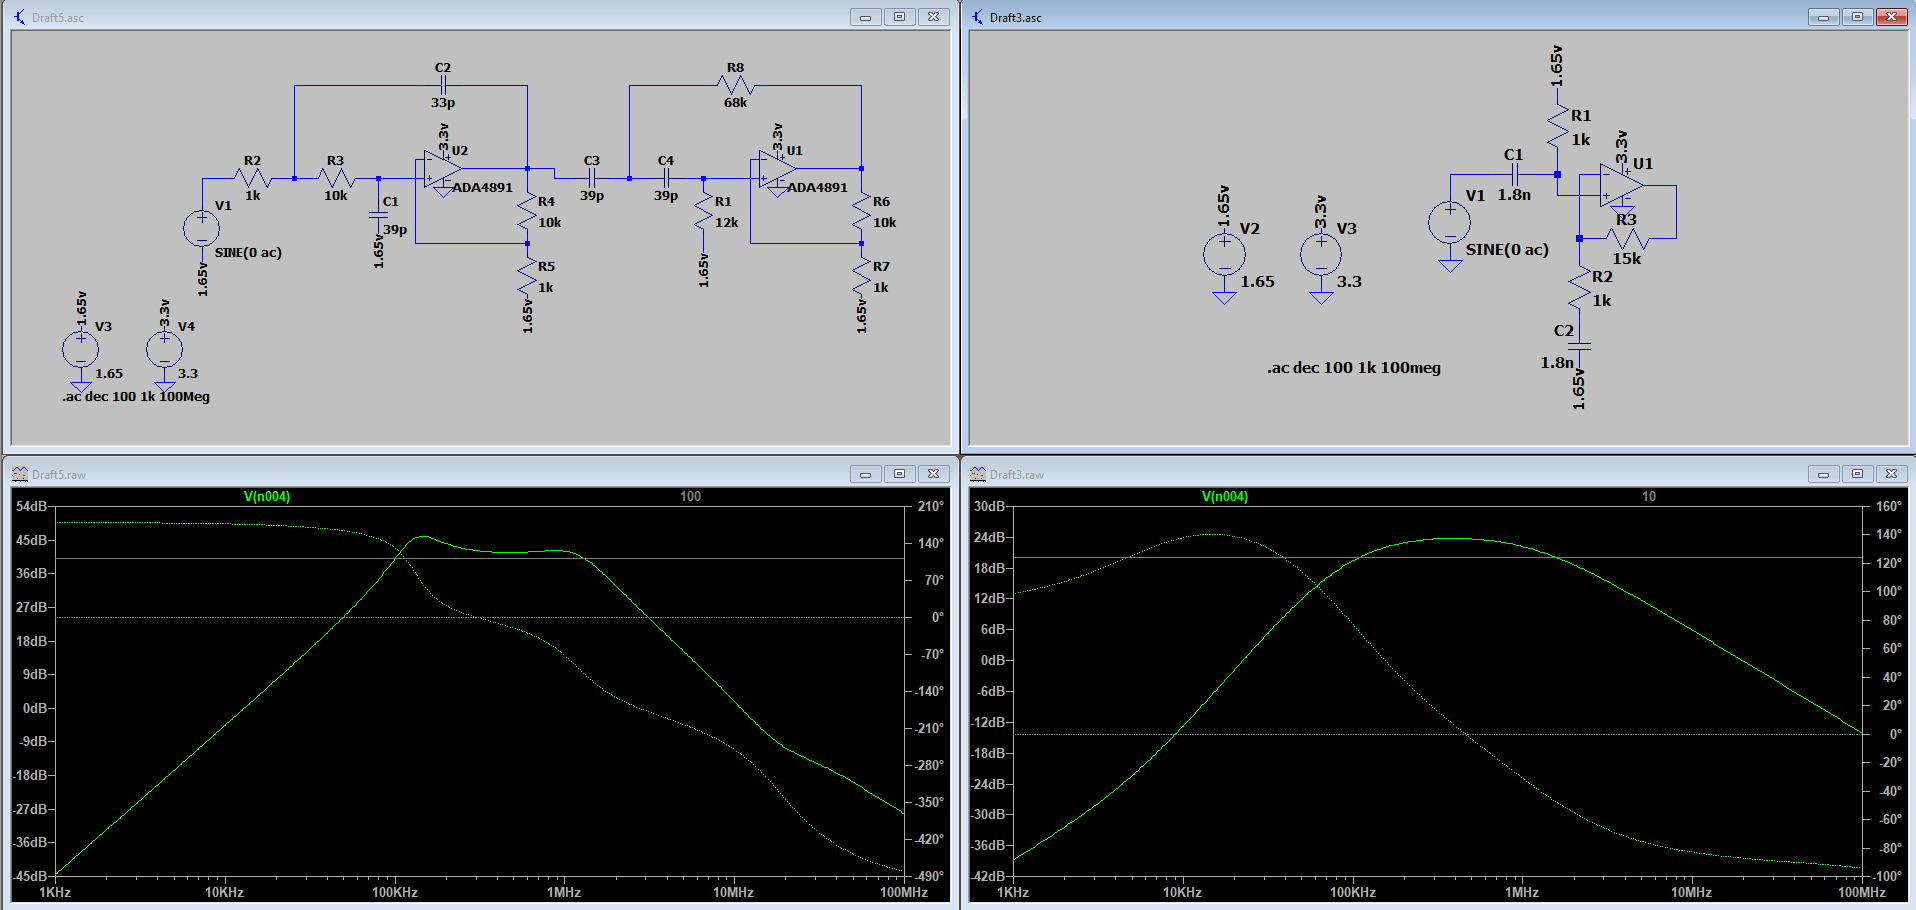 Draft5.asc
C2
33p
R8
68k
3.3v
U2
ADA4891
3.3v
U1
ADA4891
R2
1k
R3
10k
C1
39p
1.65v
C3
39p
C4
39p
R1
12k
1.65v
R4
10k
R5
1k
1.65v
R6
10k
R7
1k
1.65v
V1
SINE(0 ac)
1.65v
1.65v
V3
1.65
3.3v
V4
3.3
.ac dec 100 1k 100Meg
Draft3.asc
1.65v
R1
1k
3.3v
U1
C1
1.8n
V1
SINE(0 ac)
R3
15k
R2
1k
C2
1.8n
1.65v
1.65v
V2
1.65
3.3v
V3
3.3
.ac dec 100 1k 100meg
Draft5.raw
V(n004)
100
54dB
45dB
36dB
27dB
18dB
9dB
0dB
-9dB
-18dB
-27dB
-36dB
-45dB
210°
140°
70°
0°
-70°
-140°
-210°
-280°
-350°
-420°
-490°
1KHz
10KHz
100KHz
1MHz
10MHz
100MHz
Draft3.raw
V(n004)
10
30dB
24dB
18dB
12dB
6dB
0dB
-6dB
-12dB
-18dB
-24dB
-30dB
-36dB
-42dB
160°
140°
120°
100°
80°
60°
40°
20°
0°
-20°
-40°
-60°
-80°
-100°
1KHz
10KHz
100KHz
1MHz
10MHz
100MHz